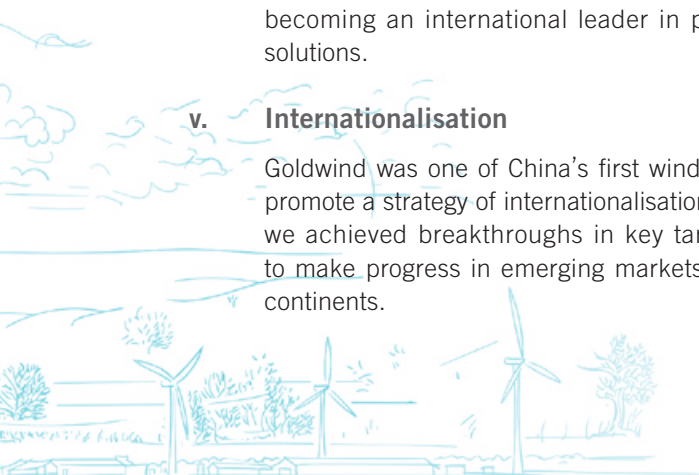 becoming an international leader in p
solutions.
v. Internationalisation
Goldwind was one of China’s first wind
promote a strategy of internationalisation
we achieved breakthroughs in key tar
to make progress in emerging markets
continents.